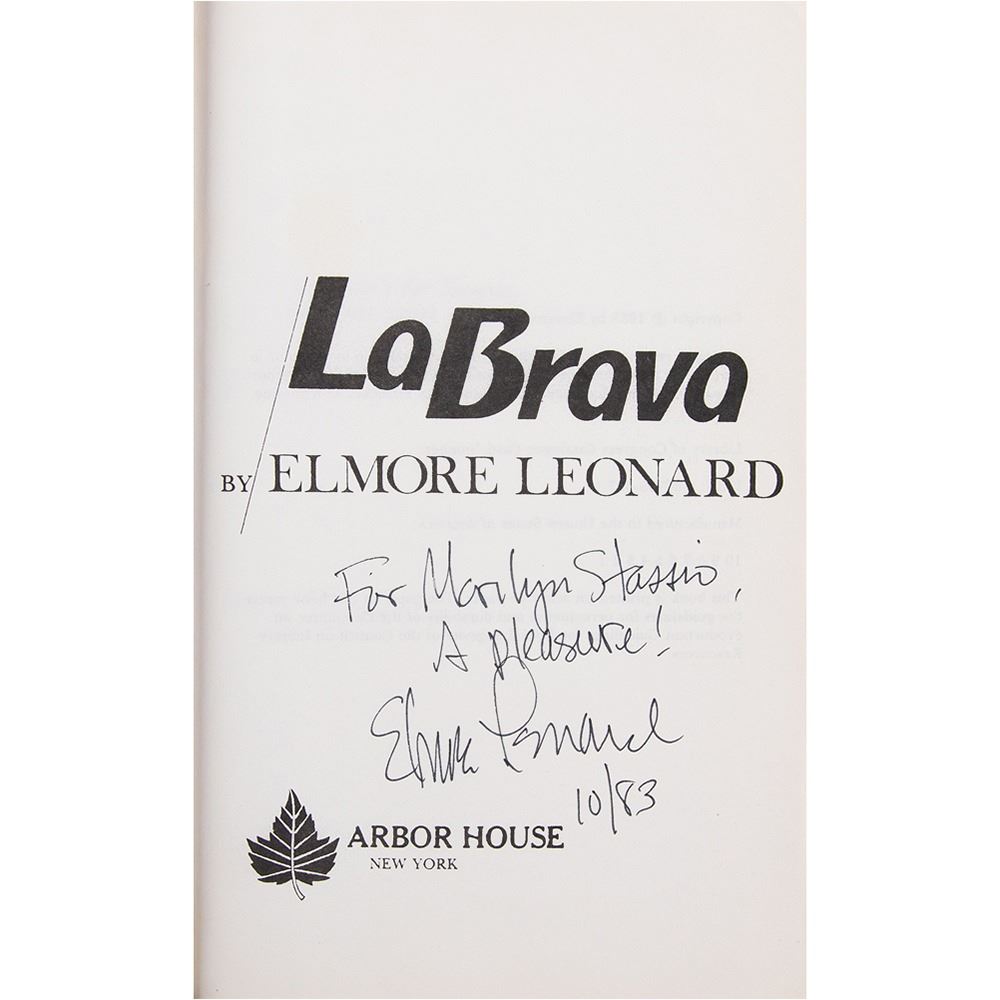 LaBrava
BY ELMORE LEONARD
For Marilyn Stassio,
A pleasure!
Elmore Leonard
10/83
ARBOR HOUSE
NEW YORK